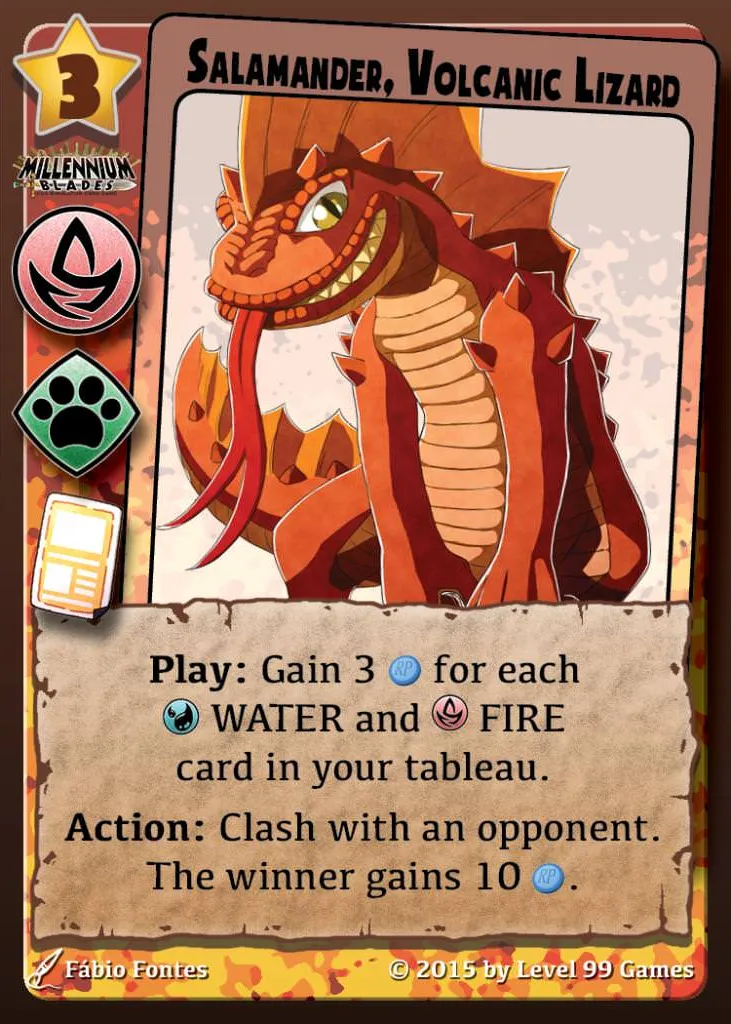 3
SALAMANDER, VOLCANIC LIZARD
MILLENNIUM
BLADES
Play: Gain 3 RP for each
WATER and FIRE
card in your tableau.
Action: Clash with an opponent.
The winner gains 10 RP.
Fábio Fontes
© 2015 by Level 99 Games